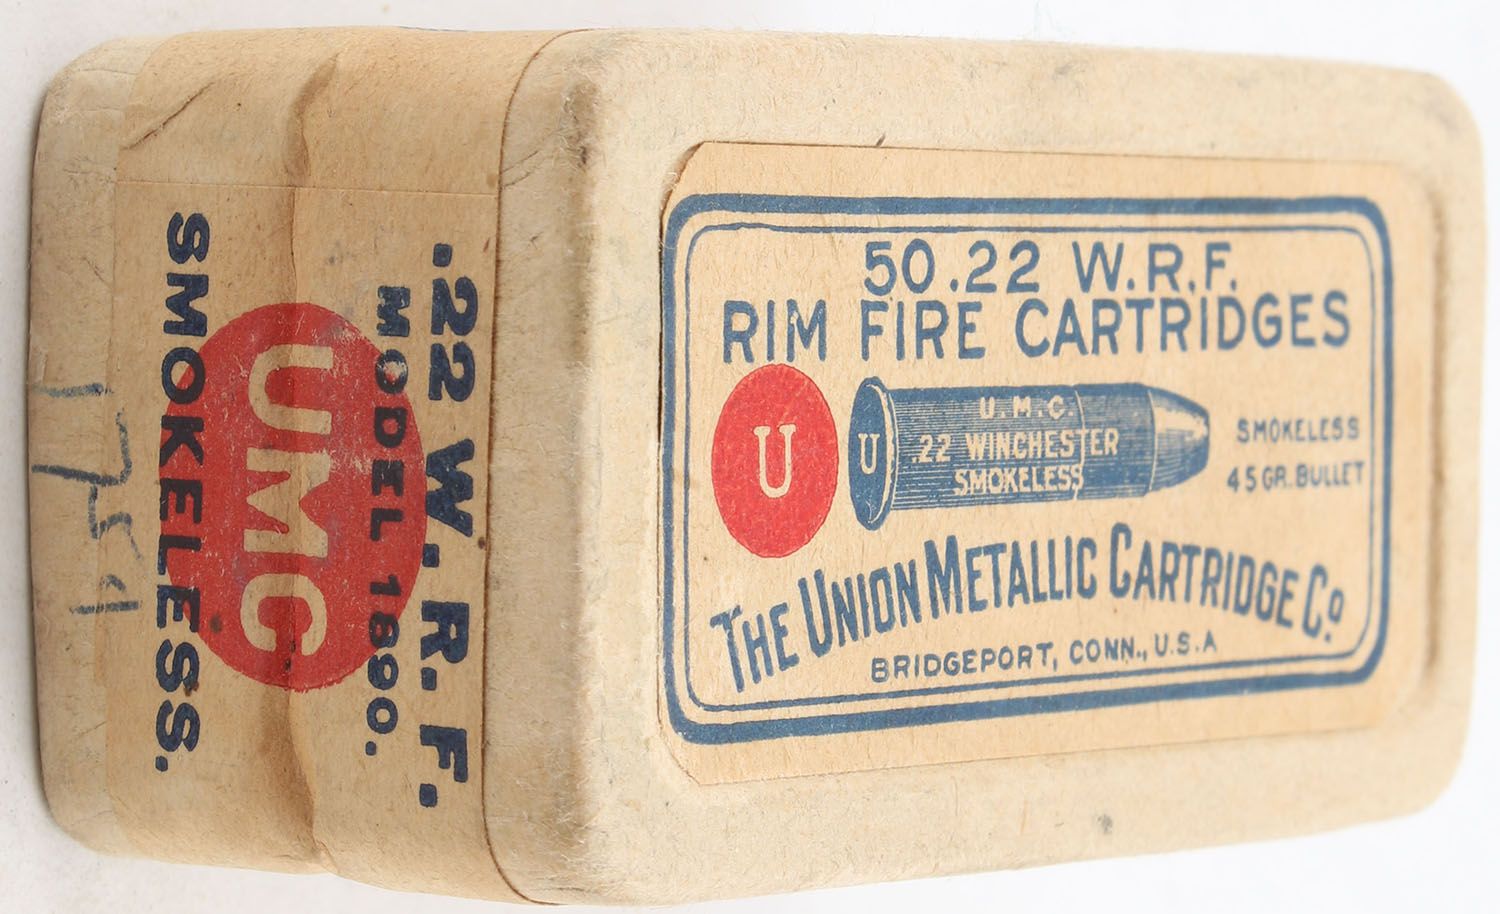 50 .22 W.R.F.
RIM FIRE CARTRIDGES
U
U
U.M.C.
.22 WINCHESTER
SMOKELESS
SMOKELESS
45 GR. BULLET
THE UNION METALLIC CARTRIDGE CO.
BRIDGEPORT, CONN., U.S.A
.22 W.R.F.
MODEL 1890.
UMC
SMOKELESS.